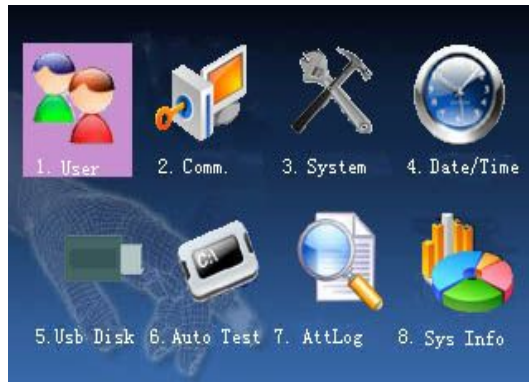 1. User
2. Comm.
3. System
4. Date/Time
5. Usb Disk
6. Auto Test
7. AttLog
8. Sys Info
C:\